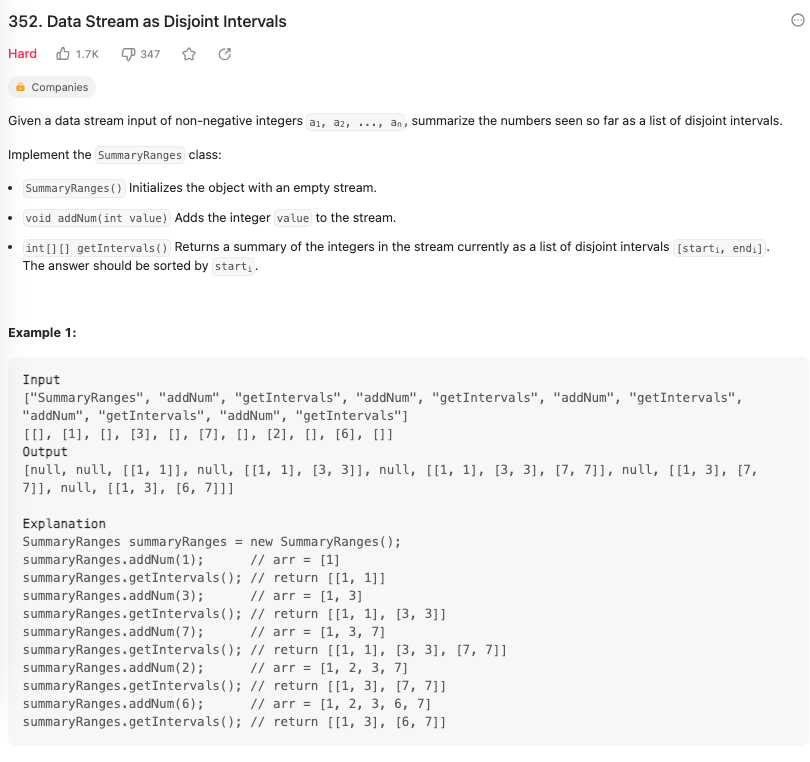 352. Data Stream as Disjoint Intervals
Hard 1.7K 347
Companies
Given a data stream input of non-negative integers a₁, a₂, ..., aₙ, summarize the numbers seen so far as a list of disjoint intervals.
Implement the SummaryRanges class:
• SummaryRanges() Initializes the object with an empty stream.
• void addNum(int value) Adds the integer value to the stream.
• int[][] getIntervals() Returns a summary of the integers in the stream currently as a list of disjoint intervals [startᵢ, endᵢ].
The answer should be sorted by startᵢ.
Example 1:
Input
["SummaryRanges", "addNum", "getIntervals", "addNum", "getIntervals", "addNum", "getIntervals",
"addNum", "getIntervals", "addNum", "getIntervals"]
[[], [1], [], [3], [], [7], [], [2], [], [6], []]
Output
[null, null, [[1, 1]], null, [[1, 1], [3, 3]], null, [[1, 1], [3, 3], [7, 7]], null, [[1, 3], [7,
7]], null, [[1, 3], [6, 7]]]
Explanation
SummaryRanges summaryRanges = new SummaryRanges();
summaryRanges.addNum(1);      // arr = [1]
summaryRanges.getIntervals(); // return [[1, 1]]
summaryRanges.addNum(3);      // arr = [1, 3]
summaryRanges.getIntervals(); // return [[1, 1], [3, 3]]
summaryRanges.addNum(7);      // arr = [1, 3, 7]
summaryRanges.getIntervals(); // return [[1, 1], [3, 3], [7, 7]]
summaryRanges.addNum(2);      // arr = [1, 2, 3, 7]
summaryRanges.getIntervals(); // return [[1, 3], [7, 7]]
summaryRanges.addNum(6);      // arr = [1, 2, 3, 6, 7]
summaryRanges.getIntervals(); // return [[1, 3], [6, 7]]